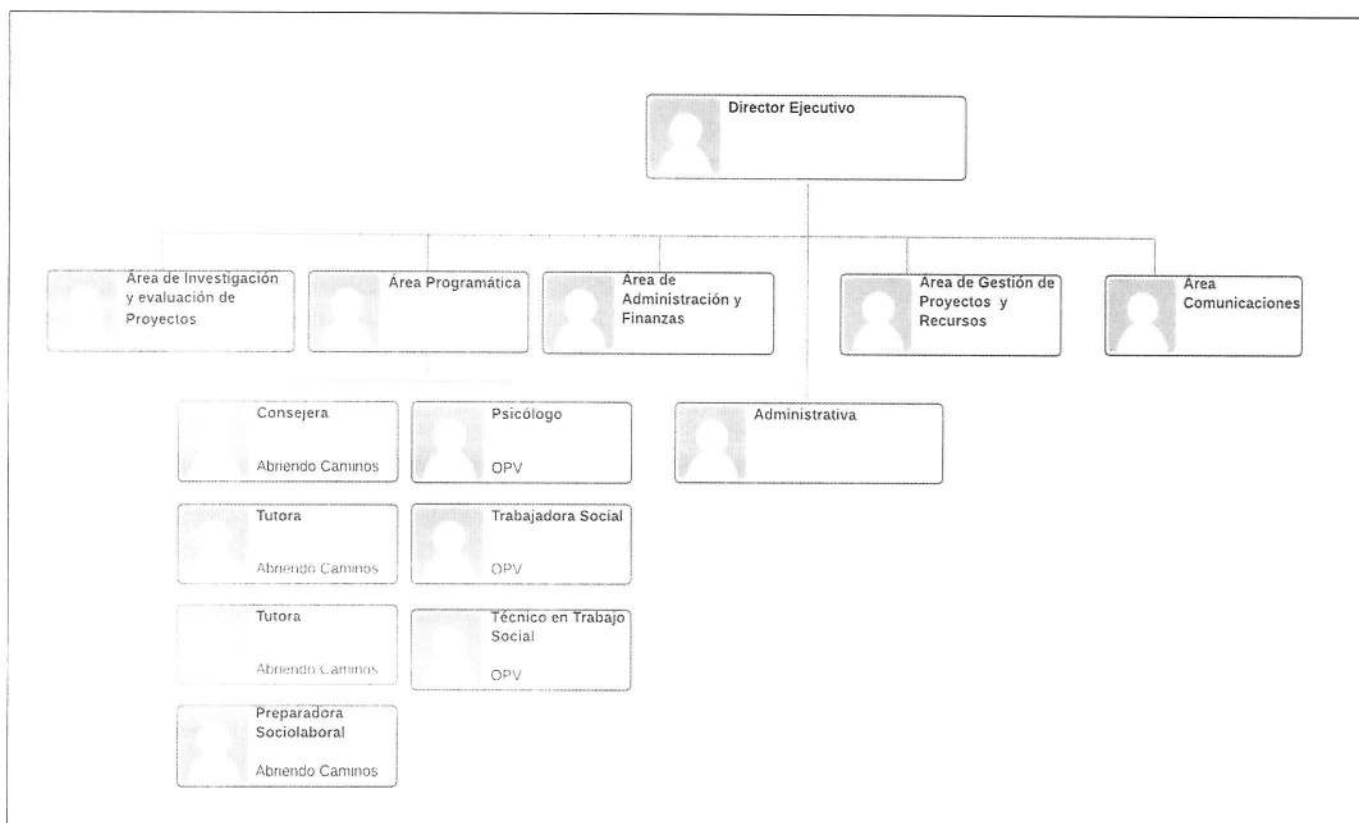 Director Ejecutivo
Área de Investigación
y evaluación de
Proyectos
Área Programática
Área de
Administración y
Finanzas
Área de Gestión de
Proyectos y
Recursos
Área
Comunicaciones
Consejera
Abriendo Caminos
Psicólogo
OPV
Administrativa
Tutora
Abriendo Caminos
Trabajadora Social
OPV
Tutora
Abriendo Caminos
Técnico en Trabajo
Social
OPV
Preparadora
Sociolaboral
Abriendo Caminos